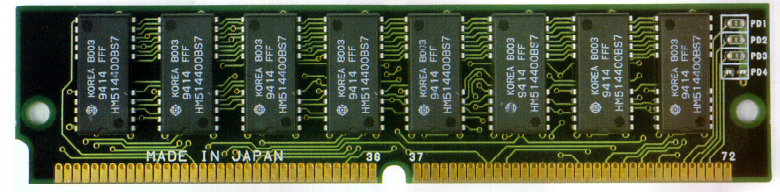 KOREA B003
9414 FFF
HM514400BS7
KOREA B003
9414 FFF
HM514400BS7
KOREA B003
9414 FFF
HM514400BS7
KOREA B003
9414 FFF
HM514400BS7
KOREA B003
9414 FFF
HM514400BS7
KOREA B003
9414 FFF
HM514400BS7
KOREA B003
9414 FFF
HM514400BS7
KOREA B003
9414 FFF
HM514400BS7
PD1
PD2
PD3
PD4
MADE IN JAPAN 36 37 72